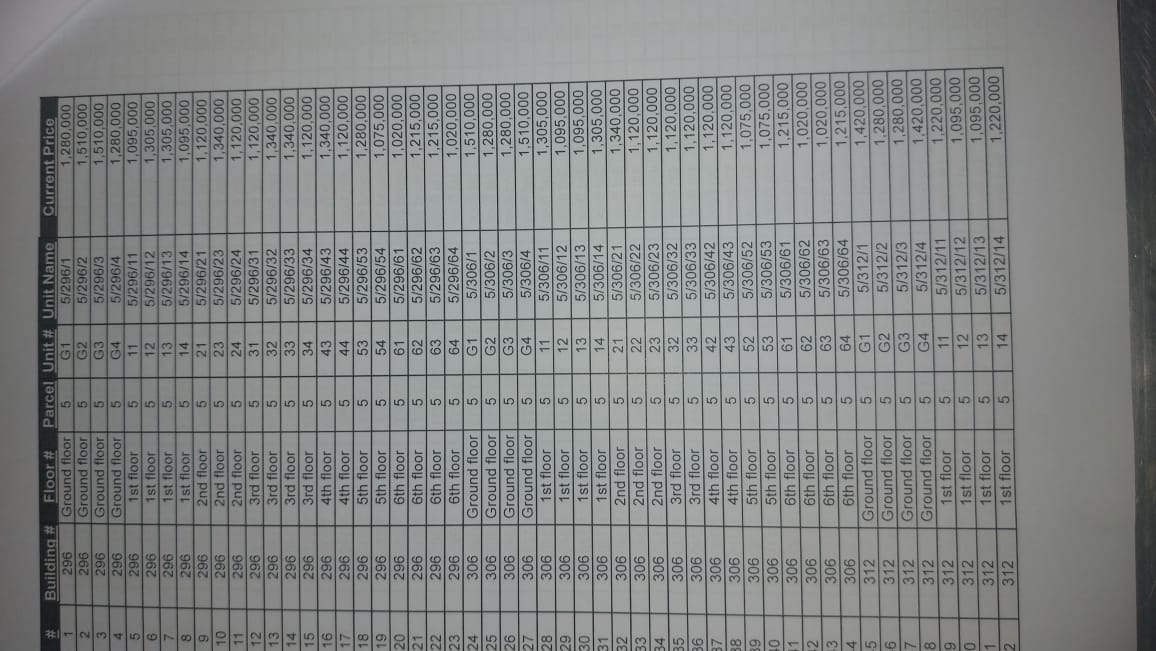 # Building # Floor # Parcel Unit # Unit Name Current Price
1 296 Ground floor 5 G1 5/296/1 1,280,000
2 296 Ground floor 5 G2 5/296/2 1,510,000
3 296 Ground floor 5 G3 5/296/3 1,510,000
4 296 Ground floor 5 G4 5/296/4 1,280,000
5 296 1st floor 5 11 5/296/11 1,095,000
6 296 1st floor 5 12 5/296/12 1,305,000
7 296 1st floor 5 13 5/296/13 1,305,000
8 296 1st floor 5 14 5/296/14 1,095,000
9 296 2nd floor 5 21 5/296/21 1,120,000
10 296 2nd floor 5 23 5/296/23 1,340,000
11 296 2nd floor 5 24 5/296/24 1,120,000
12 296 3rd floor 5 31 5/296/31 1,120,000
13 296 3rd floor 5 32 5/296/32 1,340,000
14 296 3rd floor 5 33 5/296/33 1,340,000
15 296 3rd floor 5 34 5/296/34 1,120,000
16 296 4th floor 5 43 5/296/43 1,340,000
17 296 4th floor 5 44 5/296/44 1,120,000
18 296 5th floor 5 53 5/296/53 1,280,000
19 296 5th floor 5 54 5/296/54 1,075,000
20 296 6th floor 5 61 5/296/61 1,020,000
21 296 6th floor 5 62 5/296/62 1,215,000
22 296 6th floor 5 63 5/296/63 1,215,000
23 296 6th floor 5 64 5/296/64 1,020,000
24 306 Ground floor 5 G1 5/306/1 1,510,000
25 306 Ground floor 5 G2 5/306/2 1,280,000
26 306 Ground floor 5 G3 5/306/3 1,280,000
27 306 Ground floor 5 G4 5/306/4 1,510,000
28 306 1st floor 5 11 5/306/11 1,305,000
29 306 1st floor 5 12 5/306/12 1,095,000
30 306 1st floor 5 13 5/306/13 1,095,000
31 306 1st floor 5 14 5/306/14 1,305,000
32 306 2nd floor 5 21 5/306/21 1,340,000
33 306 2nd floor 5 22 5/306/22 1,120,000
34 306 2nd floor 5 23 5/306/23 1,120,000
35 306 3rd floor 5 32 5/306/32 1,120,000
36 306 3rd floor 5 33 5/306/33 1,120,000
37 306 4th floor 5 42 5/306/42 1,120,000
38 306 4th floor 5 43 5/306/43 1,120,000
39 306 5th floor 5 52 5/306/52 1,075,000
40 306 5th floor 5 53 5/306/53 1,075,000
1 306 6th floor 5 61 5/306/61 1,215,000
2 306 6th floor 5 62 5/306/62 1,020,000
3 306 6th floor 5 63 5/306/63 1,020,000
4 306 6th floor 5 64 5/306/64 1,215,000
5 312 Ground floor 5 G1 5/312/1 1,420,000
6 312 Ground floor 5 G2 5/312/2 1,280,000
7 312 Ground floor 5 G3 5/312/3 1,280,000
8 312 Ground floor 5 G4 5/312/4 1,420,000
9 312 1st floor 5 11 5/312/11 1,220,000
0 312 1st floor 5 12 5/312/12 1,095,000
1 312 1st floor 5 13 5/312/13 1,095,000
2 312 1st floor 5 14 5/312/14 1,220,000